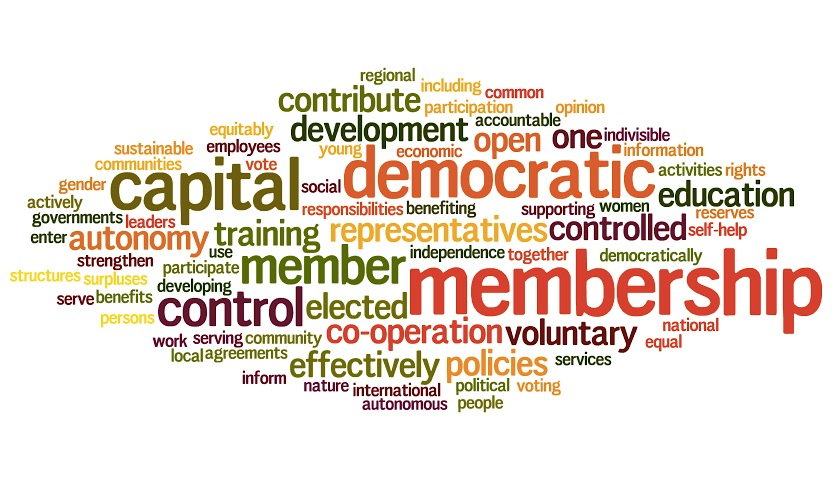 regional
including
common
contribute
participation
opinion
accountable
equitably
development
open
one
indivisible
sustainable
employees
young
economic
information
communities
vote
capital
social
democratic
activities
rights
gender
education
actively
responsibilities
benefiting
supporting
women
reserves
governments
leaders
enter
autonomy
training
representatives
controlled
self-help
strengthen
use
independence
together
democratically
structures
surpluses
participate
member
membership
developing
serve
benefits
persons
control
elected
co-operation
voluntary
national
equal
work
serving
community
local
agreements
effectively
policies
services
inform
nature
international
political
voting
autonomous
people